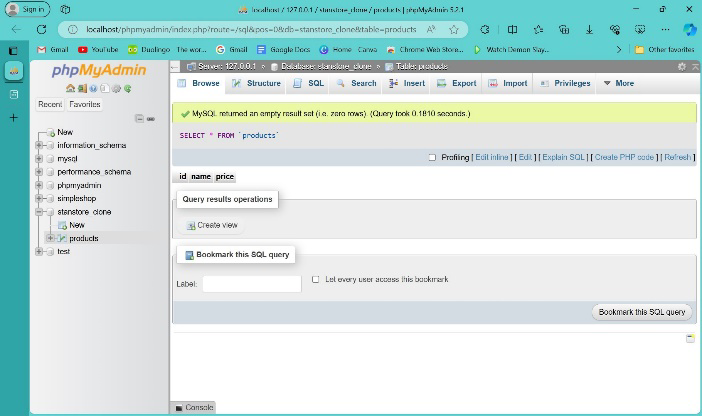 Sign in
localhost / 127.0.0.1 / stanstore_clone / products | phpMyAdmin 5.2.1
localhost/phpmyadmin/index.php?route=/sql&pos=0&db=stanstore_clone&table=products
Gmail YouTube Duolingo The wor... Gmail Google Docs Home - Canva Chrome Web Store... Watch Demon Slay... Other favorites
phpMyAdmin
Recent Favorites
New
information_schema
mysql
performance_schema
phpmyadmin
simpleshop
stanstore_clone
New
products
test
Server: 127.0.0.1 » Database: stanstore_clone » Table: products
Browse Structure SQL Search Insert Export Import Privileges More
MySQL returned an empty result set (i.e. zero rows). (Query took 0.1810 seconds.)
SELECT * FROM `products`
Profiling [ Edit inline ] [ Edit ] [ Explain SQL ] [ Create PHP code ] [ Refresh ]
id name price
Query results operations
Create view
Bookmark this SQL query
Label: Let every user access this bookmark
Bookmark this SQL query
Console